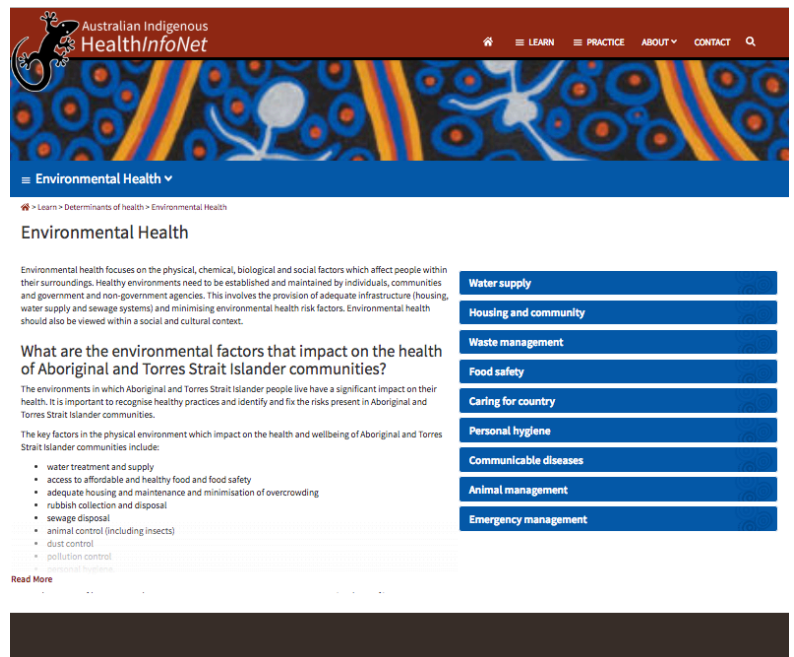 Australian Indigenous
HealthInfoNet
LEARN
PRACTICE
ABOUT
CONTACT
Environmental Health
> Learn > Determinants of health > Environmental Health
Environmental Health
Environmental health focuses on the physical, chemical, biological and social factors which affect people within
their surroundings. Healthy environments need to be established and maintained by individuals, communities
and government and non-government agencies. This involves the provision of adequate infrastructure (housing,
water supply and sewage systems) and minimising environmental health risk factors. Environmental health
should also be viewed within a social and cultural context.
What are the environmental factors that impact on the health
of Aboriginal and Torres Strait Islander communities?
The environments in which Aboriginal and Torres Strait Islander people live have a significant impact on their
health. It is important to recognise healthy practices and identify and fix the risks present in Aboriginal and
Torres Strait Islander communities.
The key factors in the physical environment which impact on the health and wellbeing of Aboriginal and Torres
Strait Islander communities include:
▪ water treatment and supply
▪ access to affordable and healthy food and food safety
▪ adequate housing and maintenance and minimisation of overcrowding
▪ rubbish collection and disposal
▪ sewage disposal
▪ animal control (including insects)
▪ dust control
▪ pollution control
▪ personal hygiene
Read More
Water supply
Housing and community
Waste management
Food safety
Caring for country
Personal hygiene
Communicable diseases
Animal management
Emergency management